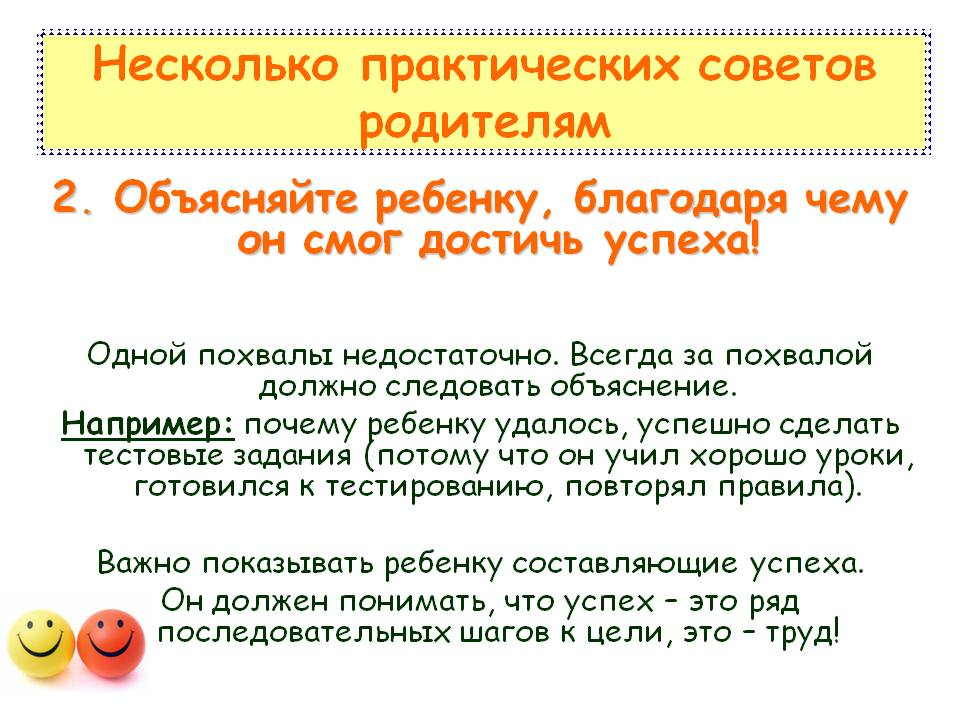 Несколько практических советов
родителям
2. Объясняйте ребенку, благодаря чему
он смог достичь успеха!
Одной похвалы недостаточно. Всегда за похвалой
должно следовать объяснение.
Например: почему ребенку удалось, успешно сделать
тестовые задания (потому что он учил хорошо уроки,
готовился к тестированию, повторял правила).
Важно показывать ребенку составляющие успеха.
Он должен понимать, что успех – это ряд
последовательных шагов к цели, это – труд!